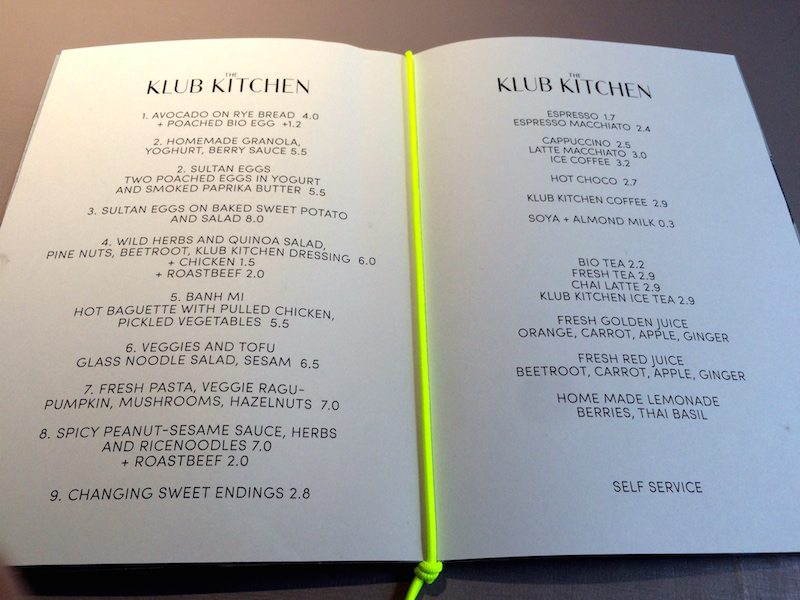 THE
KLUB KITCHEN
1. AVOCADO ON RYE BREAD 4.0
+ POACHED BIO EGG +1.2
2. HOMEMADE GRANOLA,
YOGHURT, BERRY SAUCE 5.5
2. SULTAN EGGS
TWO POACHED EGGS IN YOGURT
AND SMOKED PAPRIKA BUTTER 5.5
3. SULTAN EGGS ON BAKED SWEET POTATO
AND SALAD 8.0
4. WILD HERBS AND QUINOA SALAD,
PINE NUTS, BEETROOT, KLUB KITCHEN DRESSING 6.0
+ CHICKEN 1.5
+ ROASTBEEF 2.0
5. BANH MI
HOT BAGUETTE WITH PULLED CHICKEN,
PICKLED VEGETABLES 5.5
6. VEGGIES AND TOFU
GLASS NOODLE SALAD, SESAM 6.5
7. FRESH PASTA, VEGGIE RAGU-
PUMPKIN, MUSHROOMS, HAZELNUTS 7.0
8. SPICY PEANUT-SESAME SAUCE, HERBS
AND RICENOODLES 7.0
+ ROASTBEEF 2.0
9. CHANGING SWEET ENDINGS 2.8
THE
KLUB KITCHEN
ESPRESSO 1.7
ESPRESSO MACCHIATO 2.4
CAPPUCCINO 2.5
LATTE MACCHIATO 3.0
ICE COFFEE 3.2
HOT CHOCO 2.7
KLUB KITCHEN COFFEE 2.9
SOYA + ALMOND MILK 0.3
BIO TEA 2.2
FRESH TEA 2.9
CHAI LATTE 2.9
KLUB KITCHEN ICE TEA 2.9
FRESH GOLDEN JUICE
ORANGE, CARROT, APPLE, GINGER
FRESH RED JUICE
BEETROOT, CARROT, APPLE, GINGER
HOME MADE LEMONADE
BERRIES, THAI BASIL
SELF SERVICE